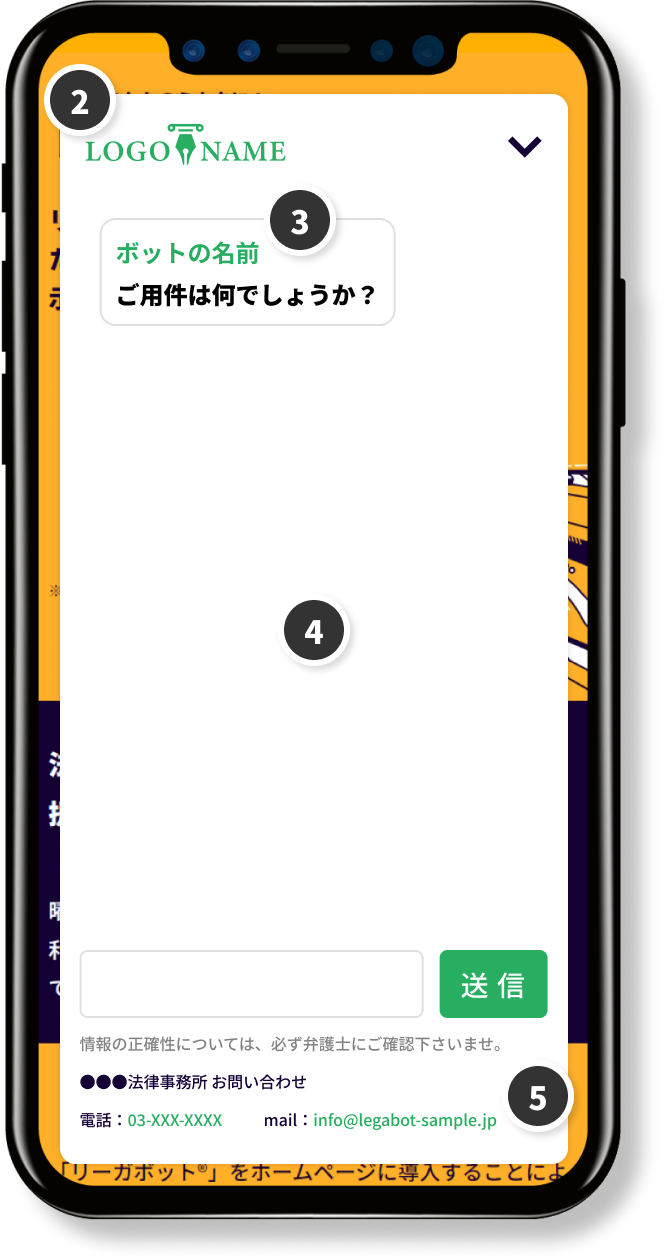 2
LOGO NAME
3
ボットの名前
ご用件は何でしょうか？
※
4
送信
情報の正確性については、必ず弁護士にご確認下さいませ。
●●●法律事務所 お問い合わせ
5
電話：03-XXX-XXXX mail：info@legabot-sample.jp
「リーガボット®」をホームページに導入することによ